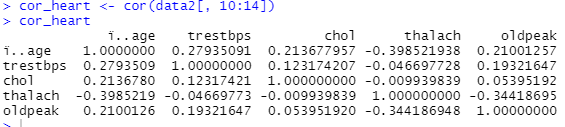 > cor_heart <- cor(data2[, 10:14])
> cor_heart
ï..age trestbps chol thalach oldpeak
ï..age 1.0000000 0.27935091 0.213677957 -0.398521938 0.21001257
trestbps 0.2793509 1.00000000 0.123174207 -0.046697728 0.19321647
chol 0.2136780 0.12317421 1.000000000 -0.009939839 0.05395192
thalach -0.3985219 -0.04669773 -0.009939839 1.000000000 -0.34418695
oldpeak 0.2100126 0.19321647 0.053951920 -0.344186948 1.00000000
>